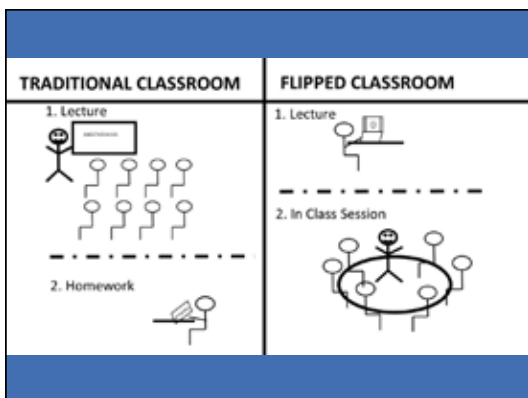 TRADITIONAL CLASSROOM
1. Lecture
2. Homework
FLIPPED CLASSROOM
1. Lecture
2. In Class Session